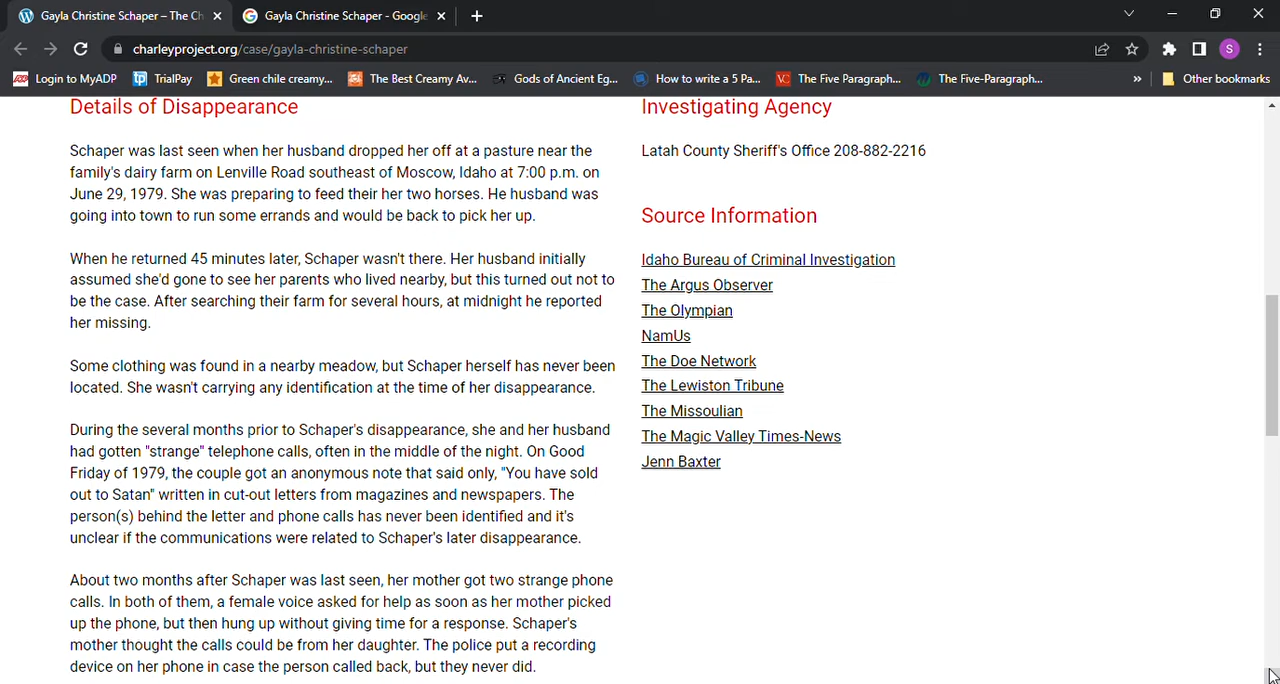 Gayla Christine Schaper – The Ch
Gayla Christine Schaper - Google
charleyproject.org/case/gayla-christine-schaper
S
Login to MyADP
TrialPay
Green chile creamy...
The Best Creamy Av...
Gods of Ancient Eg...
How to write a 5 Pa...
The Five Paragraph...
The Five-Paragraph...
»
Other bookmarks
Details of Disappearance
Schaper was last seen when her husband dropped her off at a pasture near the
family's dairy farm on Lenville Road southeast of Moscow, Idaho at 7:00 p.m. on
June 29, 1979. She was preparing to feed their her two horses. He husband was
going into town to run some errands and would be back to pick her up.
When he returned 45 minutes later, Schaper wasn't there. Her husband initially
assumed she'd gone to see her parents who lived nearby, but this turned out not to
be the case. After searching their farm for several hours, at midnight he reported
her missing.
Some clothing was found in a nearby meadow, but Schaper herself has never been
located. She wasn't carrying any identification at the time of her disappearance.
During the several months prior to Schaper's disappearance, she and her husband
had gotten "strange" telephone calls, often in the middle of the night. On Good
Friday of 1979, the couple got an anonymous note that said only, "You have sold
out to Satan" written in cut-out letters from magazines and newspapers. The
person(s) behind the letter and phone calls has never been identified and it's
unclear if the communications were related to Schaper's later disappearance.
About two months after Schaper was last seen, her mother got two strange phone
calls. In both of them, a female voice asked for help as soon as her mother picked
up the phone, but then hung up without giving time for a response. Schaper's
mother thought the calls could be from her daughter. The police put a recording
device on her phone in case the person called back, but they never did.
Investigating Agency
Latah County Sheriff's Office 208-882-2216
Source Information
Idaho Bureau of Criminal Investigation
The Argus Observer
The Olympian
NamUs
The Doe Network
The Lewiston Tribune
The Missoulian
The Magic Valley Times-News
Jenn Baxter